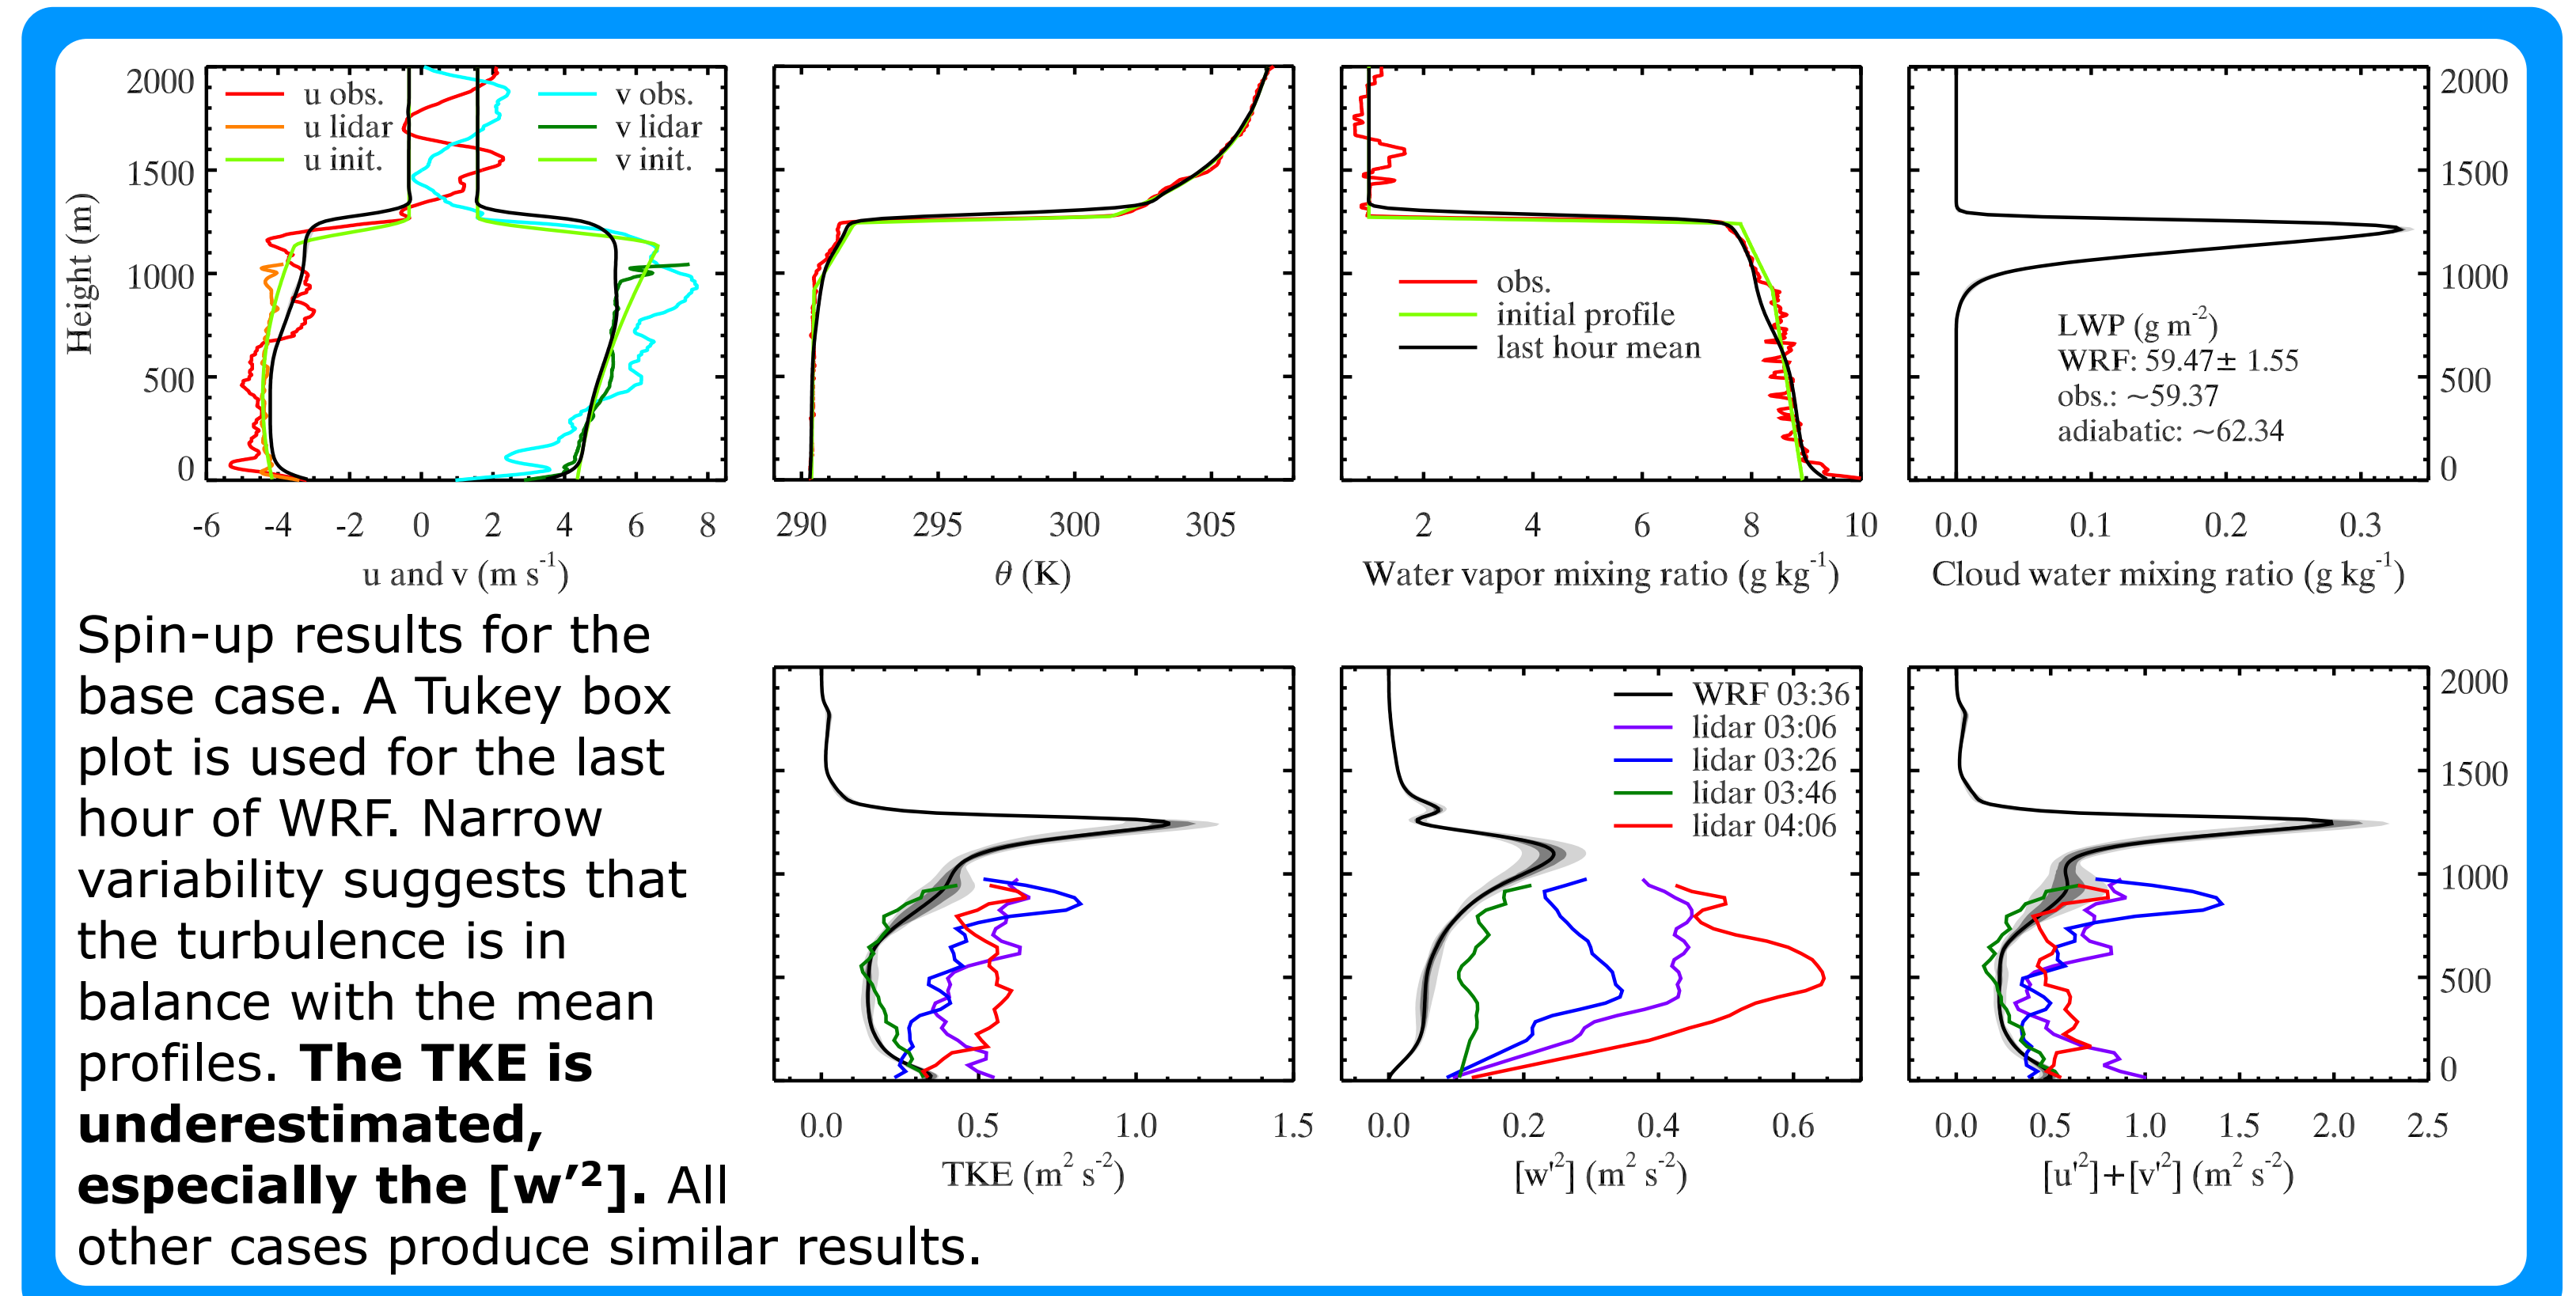 2000
1500
1000
500
0
Height (m)
u obs.
u lidar
u init.
v obs.
v lidar
v init.
-6 -4 -2 0 2 4 6 8
u and v (m s⁻¹)
290 295 300 305
θ (K)
obs.
initial profile
last hour mean
2 4 6 8 10
Water vapor mixing ratio (g kg⁻¹)
LWP (g m⁻²)
WRF: 59.47± 1.55
obs.: ~59.37
adiabatic: ~62.34
2000
1500
1000
500
0
0.0 0.1 0.2 0.3
Cloud water mixing ratio (g kg⁻¹)
Spin-up results for the
base case. A Tukey box
plot is used for the last
hour of WRF. Narrow
variability suggests that
the turbulence is in
balance with the mean
profiles. The TKE is
underestimated,
especially the [w′²]. All
other cases produce similar results.
0.0 0.5 1.0 1.5
TKE (m² s⁻²)
WRF 03:36
lidar 03:06
lidar 03:26
lidar 03:46
lidar 04:06
0.0 0.2 0.4 0.6
[w'²] (m² s⁻²)
2000
1500
1000
500
0
0.0 0.5 1.0 1.5 2.0 2.5
[u'²]+[v'²] (m² s⁻²)